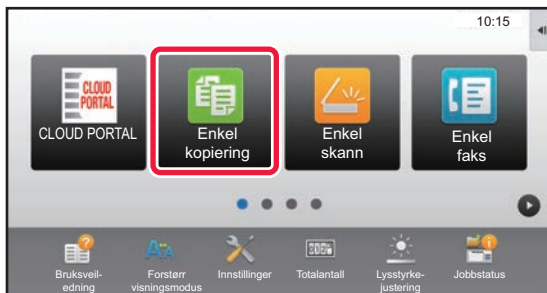 10:15
CLOUD
PORTAL
CLOUD PORTAL
Enkel
kopiering
Enkel
skann
Enkel
faks
Bruksveil-
edning
Forstørr
visningsmodus
Innstillinger
Totalantall
Lysstyrke-
justering
Jobbstatus